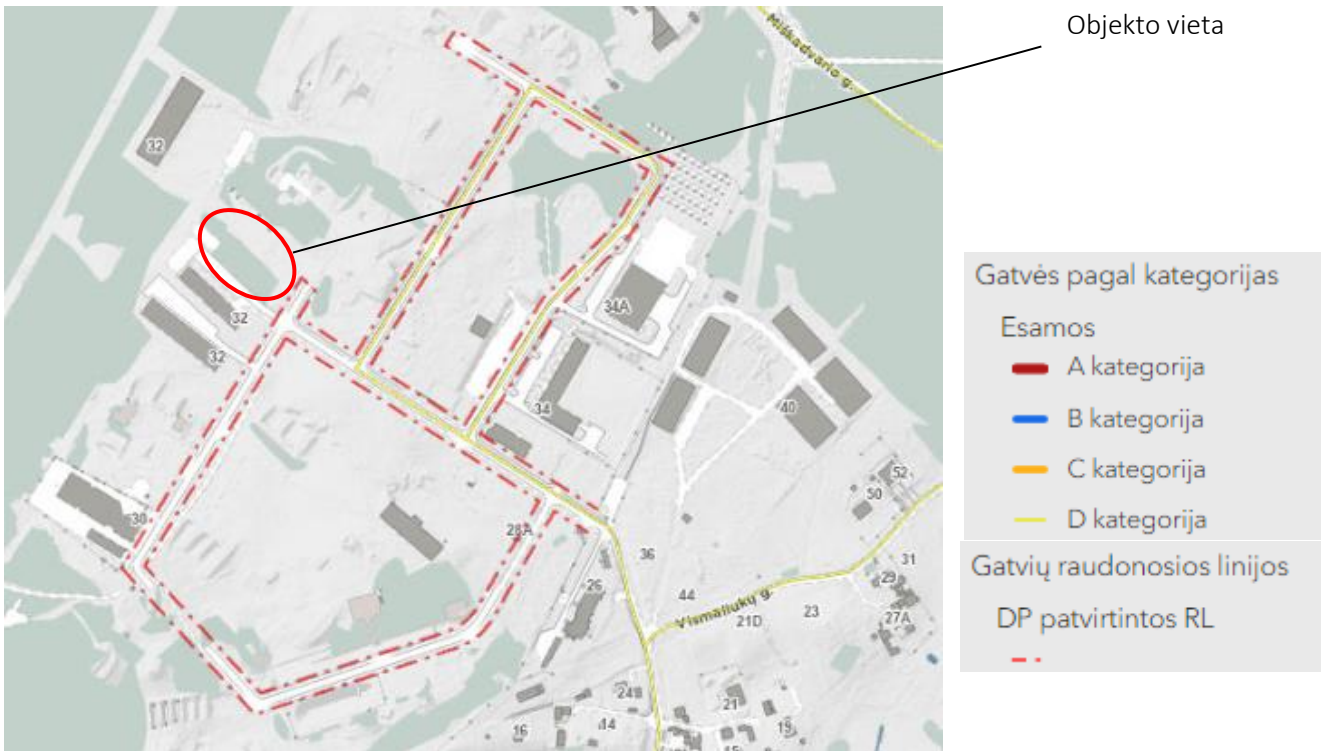 Objekto vieta
Miškadvario g.
32
32
32
34A
34
40
30
28A
52
50
36
31
29
26
44
Vismaliukų g.
23
21D
27A
24
21
14
19
16
Gatvės pagal kategorijas
Esamos
A kategorija
B kategorija
C kategorija
D kategorija
Gatvių raudonosios linijos
DP patvirtintos RL